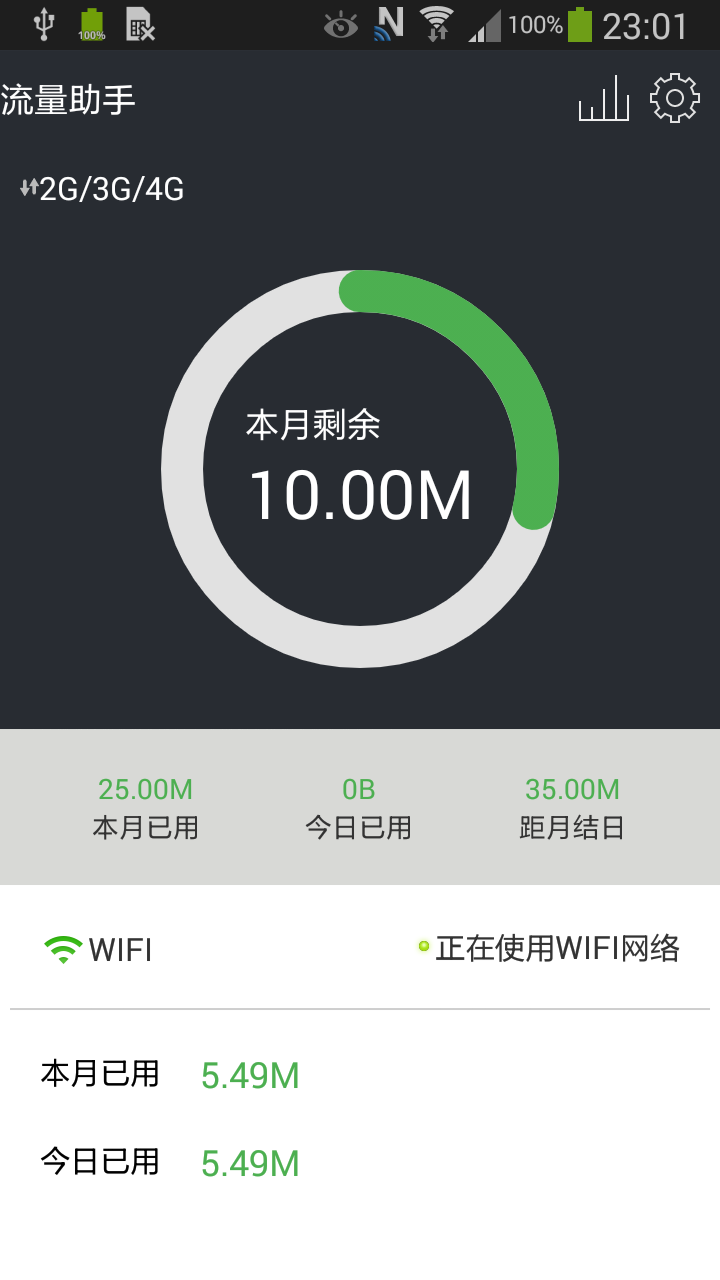 100% N 100% 23:01
流量助手
2G/3G/4G
本月剩余
10.00M
25.00M 0B 35.00M
本月已用 今日已用 距月结日
WIFI 正在使用WIFI网络
本月已用 5.49M
今日已用 5.49M